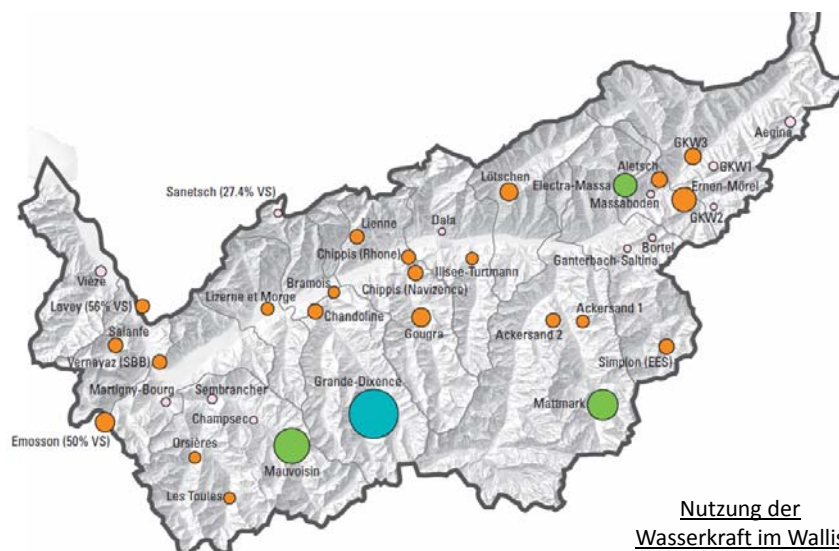 Aegina
GKW3
GKW1
Aletsch
Lötschen
Electra-Massa
Ernen-Mörel
Massaboden
Sanetsch (27.4% VS)
GKW2
Lienne
Dala
Bortel
Ganterbach-Saltina
Chippis (Rhone)
Illsee-Turtmann
Vièze
Chippis (Navizence)
Bramois
Lavey (56% VS)
Lizerne et Morge
Ackersand 1
Chandoline
Salanfe
Gougra
Ackersand 2
Vernayaz (SBB)
Simplon (EES)
Grande-Dixence
Martigny-Bourg
Sembrancher
Mattmark
Champsec
Emosson (50% VS)
Orsières
Mauvoisin
Les Toules
Nutzung der
Wasserkraft im Wallis